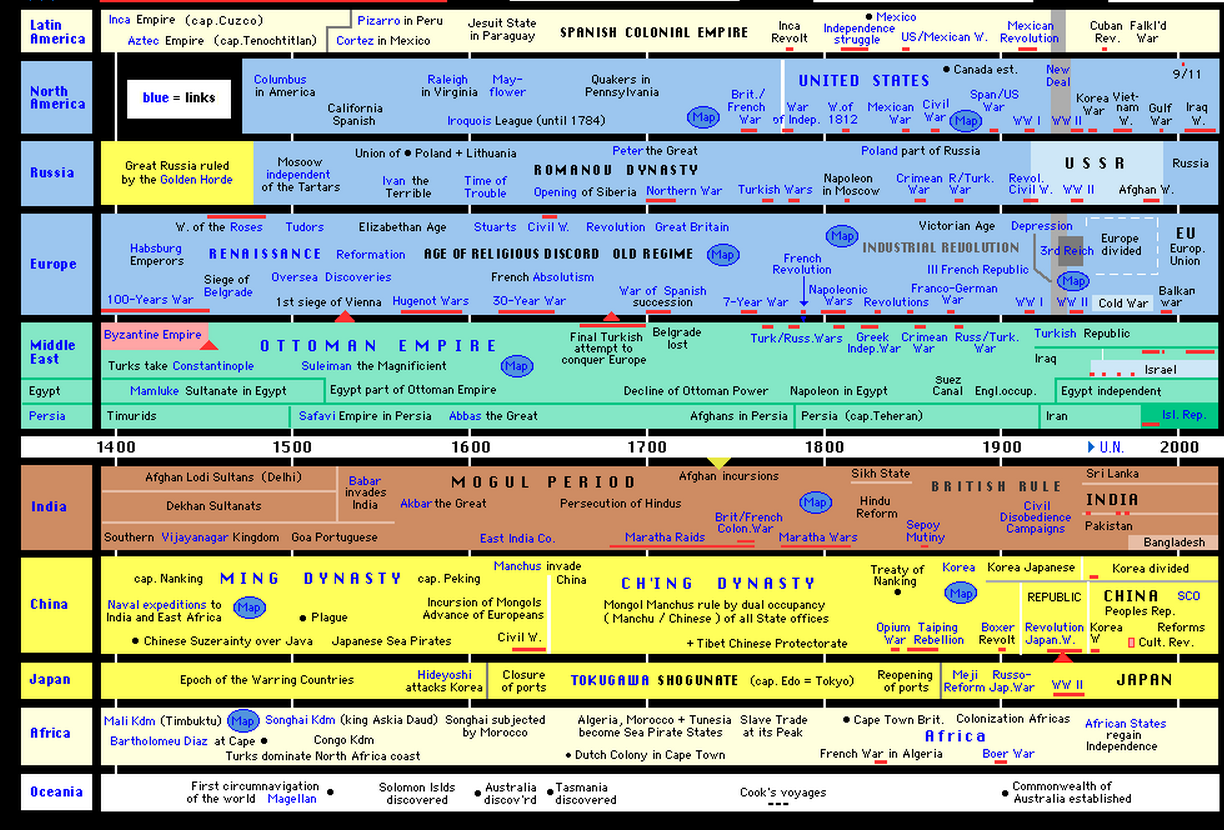 Latin America
Inca Empire (cap.Cuzco)
Aztec Empire (cap.Tenochtitlan)
Pizarro in Peru
Cortez in Mexico
Jesuit State
in Paraguay
SPANISH COLONIAL EMPIRE
Inca
Revolt
Mexico
Independence
struggle
US/Mexican W.
Mexican
Revolution
Cuban
Rev.
Falkl'd
War
North America
blue = links
Columbus
in America
California
Spanish
Raleigh
in Virginia
May-
flower
Iroquois League (until 1784)
Quakers in
Pennsylvania
Map
Brit./
French
War
War
of Indep.
UNITED STATES
W.of
1812
Mexican
War
Civil
War
Canada est.
Map
Span/US
War
WW I
New
Deal
WW II
Korea
War
Viet-
nam
W.
Gulf
War
9/11
Iraq
W.
Russia
Great Russia ruled
by the Golden Horde
Mosoow
independent
of the Tartars
Union of Poland + Lithuania
Ivan the
Terrible
Time of
Trouble
ROMANOV DYNASTY
Opening of Siberia
Peter the Great
Northern War
Turkish Wars
Napoleon
in Moscow
Poland part of Russia
Crimean
War
R/Turk.
War
Revol.
Civil W.
USSR
WW II
Afghan W.
Russia
Europe
W. of the Roses
Tudors
Elizabethan Age
Stuarts
Civil W.
Revolution
Great Britain
Victorian Age
Depression
Habsburg
Emperors
RENAISSANCE
Reformation
AGE OF RELIGIOUS DISCORD
OLD REGIME
Map
Map
INDUSTRIAL REVOLUTION
3rd Reich
Europe
divided
EU
Europ.
Union
Siege of
Belgrade
Oversea Discoveries
French Absolutism
French
Revolution
III French Republic
Map
100-Years War
1st siege of Vienna
Hugenot Wars
30-Year War
War of Spanish
succession
7-Year War
Napoleonic
Wars
Revolutions
Franco-German
War
WW I
WW II
Cold War
Balkan
war
Middle East
Byzantine Empire
OTTOMAN EMPIRE
Turks take Constantinople
Suleiman the Magnificent
Map
Final Turkish
attempt to
conquer Europe
Belgrade
lost
Turk./Russ.Wars
Greek
Indep.War
Crimean
War
Russ/Turk.
War
Turkish Republic
Iraq
Israel
Egypt
Mamluke Sultanate in Egypt
Egypt part of Ottoman Empire
Decline of Ottoman Power
Napoleon in Egypt
Suez
Canal
Engl.occup.
Egypt independent
Persia
Timurids
Safavi Empire in Persia
Abbas the Great
Afghans in Persia
Persia (cap.Teheran)
Iran
Isl. Rep.
1400
1500
1600
1700
1800
1900
U.N.
2000
India
Afghan Lodi Sultans (Delhi)
Dekhan Sultanats
Southern Vijayanagar Kingdom
Goa Portuguese
Babar
invades
India
MOGUL PERIOD
Akbar the Great
Persecution of Hindus
East India Co.
Afghan incursions
Maratha Raids
Brit/French
Colon.War
Map
Maratha Wars
Sikh State
Hindu
Reform
Sepoy
Mutiny
BRITISH RULE
Civil
Disobedience
Campaigns
Sri Lanka
INDIA
Pakistan
Bangladesh
China
cap. Nanking
MING DYNASTY
cap. Peking
Manchus invade
China
CH'ING DYNASTY
Naval expeditions to
India and East Africa
Map
Plague
Incursion of Mongols
Advance of Europeans
Mongol Manchus rule by dual occupancy
( Manchu / Chinese ) of all State offices
Chinese Suzerainty over Java
Japanese Sea Pirates
Civil W.
+ Tibet Chinese Protectorate
Treaty of
Nanking
Opium
War
Taiping
Rebellion
Korea
Map
Boxer
Revolt
Korea Japanese
REPUBLIC
Revolution
Japan.W.
Korea divided
CHINA
SCO
Peoples Rep.
Korea
W
Reforms
Cult. Rev.
Japan
Epoch of the Warring Countries
Hideyoshi
attacks Korea
Closure
of ports
TOKUGAWA SHOGUNATE (cap. Edo = Tokyo)
Reopening
of ports
Meji
Reform
Russo-
Jap.War
WW II
JAPAN
Africa
Mali Kdm (Timbuktu)
Map
Songhai Kdm (king Askia Daud)
Songhai subjected
by Morocco
Bartholomeu Diaz at Cape
Congo Kdm
Turks dominate North Africa coast
Algeria, Morocco + Tunesia
become Sea Pirate States
Dutch Colony in Cape Town
Slave Trade
at its Peak
Cape Town Brit.
Colonization Africas
Africa
French War in Algeria
Boer War
African States
regain
Independence
Oceania
First circumnavigation
of the world Magellan
Solomon Islds
discovered
Australia
discov'rd
Tasmania
discovered
Cook's voyages
Commonwealth of
Australia established